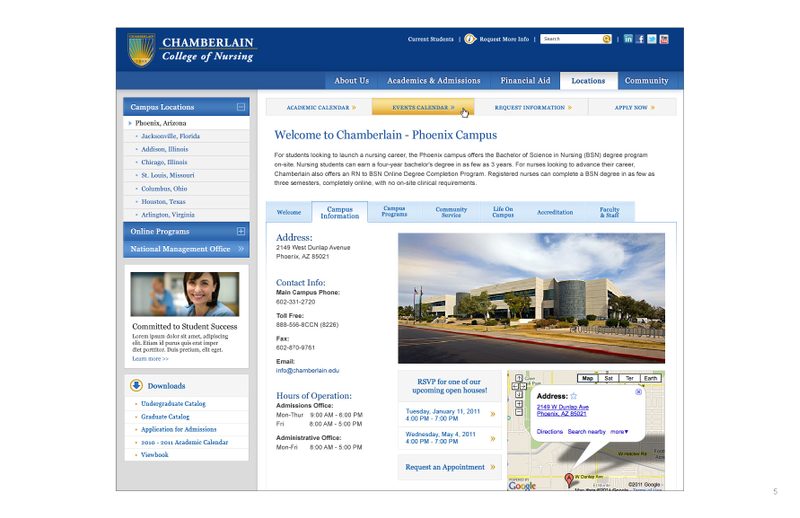 CHAMBERLAIN
College of Nursing
Current Students | Request More Info | Search
About Us Academics & Admissions Financial Aid Locations Community
Campus Locations
Phoenix, Arizona
Jacksonville, Florida
Addison, Illinois
Chicago, Illinois
St. Louis, Missouri
Columbus, Ohio
Houston, Texas
Arlington, Virginia
Online Programs
National Management Office »
Committed to Student Success
Lorem ipsum dolor sit amet, adipiscing
elit. Etiam id purus quis erat imper
diet porttitor. Duis pretium, elit eget.
Learn more >>
Downloads
Undergraduate Catalog
Graduate Catalog
Application for Admissions
2010 - 2011 Academic Calendar
Viewbook
ACADEMIC CALENDAR » EVENTS CALENDAR » REQUEST INFORMATION » APPLY NOW »
Welcome to Chamberlain - Phoenix Campus
For students looking to launch a nursing career, the Phoenix campus offers the Bachelor of Science in Nursing (BSN) degree program
on-site. Nursing students can earn a four-year bachelor's degree in as few as 3 years. For nurses looking to advance their career,
Chamberlain also offers an RN to BSN Online Degree Completion Program. Registered nurses can complete a BSN degree in as few as
three semesters, completely online, with no on-site clinical requirements.
Welcome
Campus
Information
Campus
Programs
Community
Service
Life On
Campus
Accreditation
Faculty
& Staff
Address:
2149 West Dunlap Avenue
Phoenix, AZ 85021
Contact Info:
Main Campus Phone:
602-331-2720
Toll Free:
888-556-8CCN (8226)
Fax:
602-870-9761
Email:
info@chamberlain.edu
Hours of Operation:
Admissions Office:
Mon-Thur 9:00 AM - 6:00 PM
Fri 8:00 AM - 5:00 PM
Administrative Office:
Mon-Fri 8:00 AM - 5:00 PM
RSVP for one of our
upcoming open houses!
Tuesday, January 11, 2011
4:00 PM - 7:00 PM »
Wednesday, May 4, 2011
4:00 PM - 7:00 PM »
Request an Appointment »
Map Sat Ter Earth
Address:
2149 W Dunlap Ave
Phoenix, AZ 85021
Directions Search nearby more▾
W Dunlap Ave
©2011 Google -
5